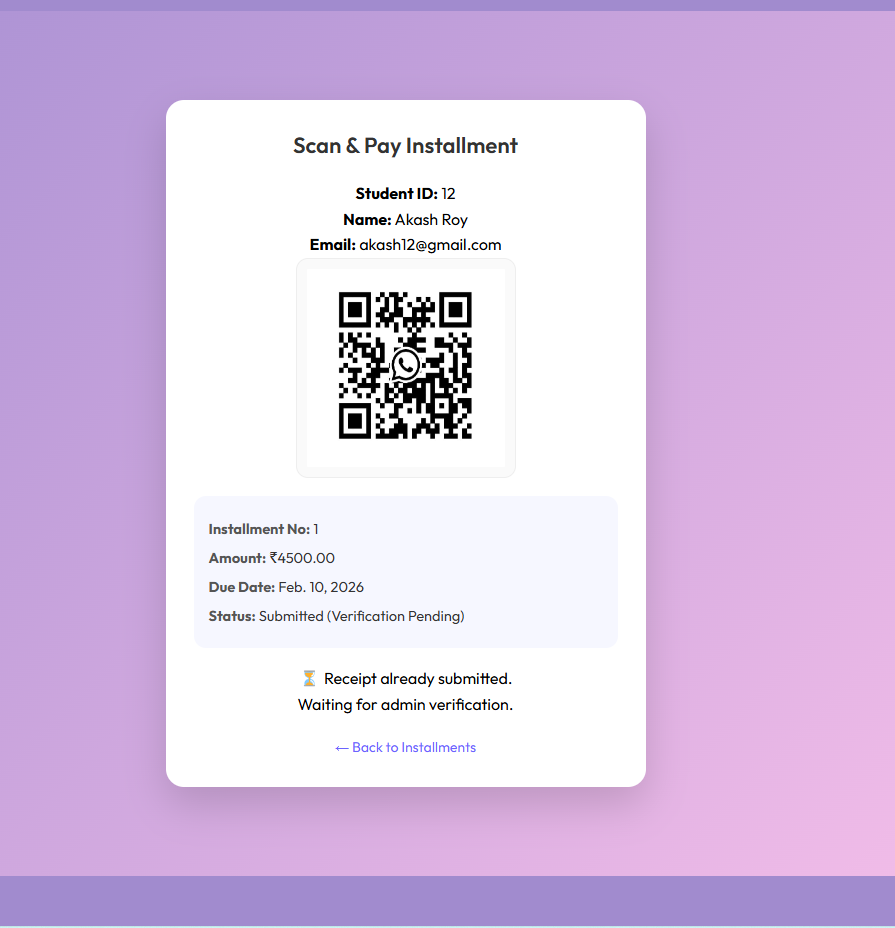 Scan & Pay Installment
Student ID: 12
Name: Akash Roy
Email: akash12@gmail.com
Installment No: 1
Amount: ₹4500.00
Due Date: Feb. 10, 2026
Status: Submitted (Verification Pending)
⏳ Receipt already submitted.
Waiting for admin verification.
← Back to Installments